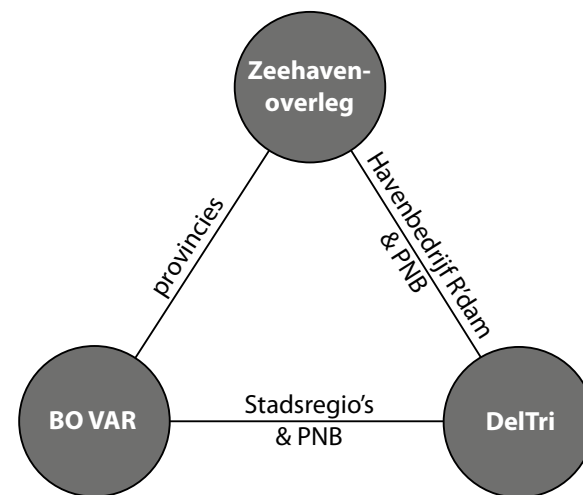 Zeehaven-
overleg
provincies
Havenbedrijf R'dam
& PNB
BO VAR
Stadsregio's
& PNB
DelTri